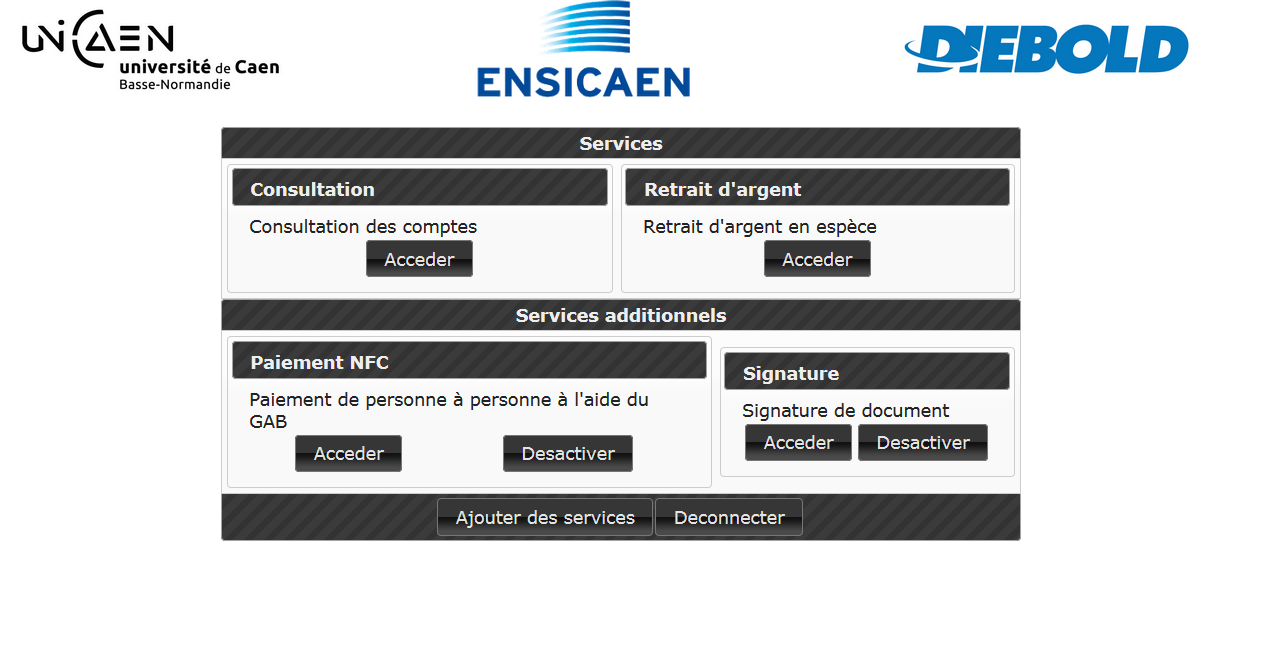 UNICAEN
université de Caen
Basse-Normandie
ENSICAEN
DIEBOLD
Services
Consultation
Consultation des comptes
Acceder
Retrait d'argent
Retrait d'argent en espèce
Acceder
Services additionnels
Paiement NFC
Paiement de personne à personne à l'aide du
GAB
Acceder Desactiver
Signature
Signature de document
Acceder Desactiver
Ajouter des services Deconnecter